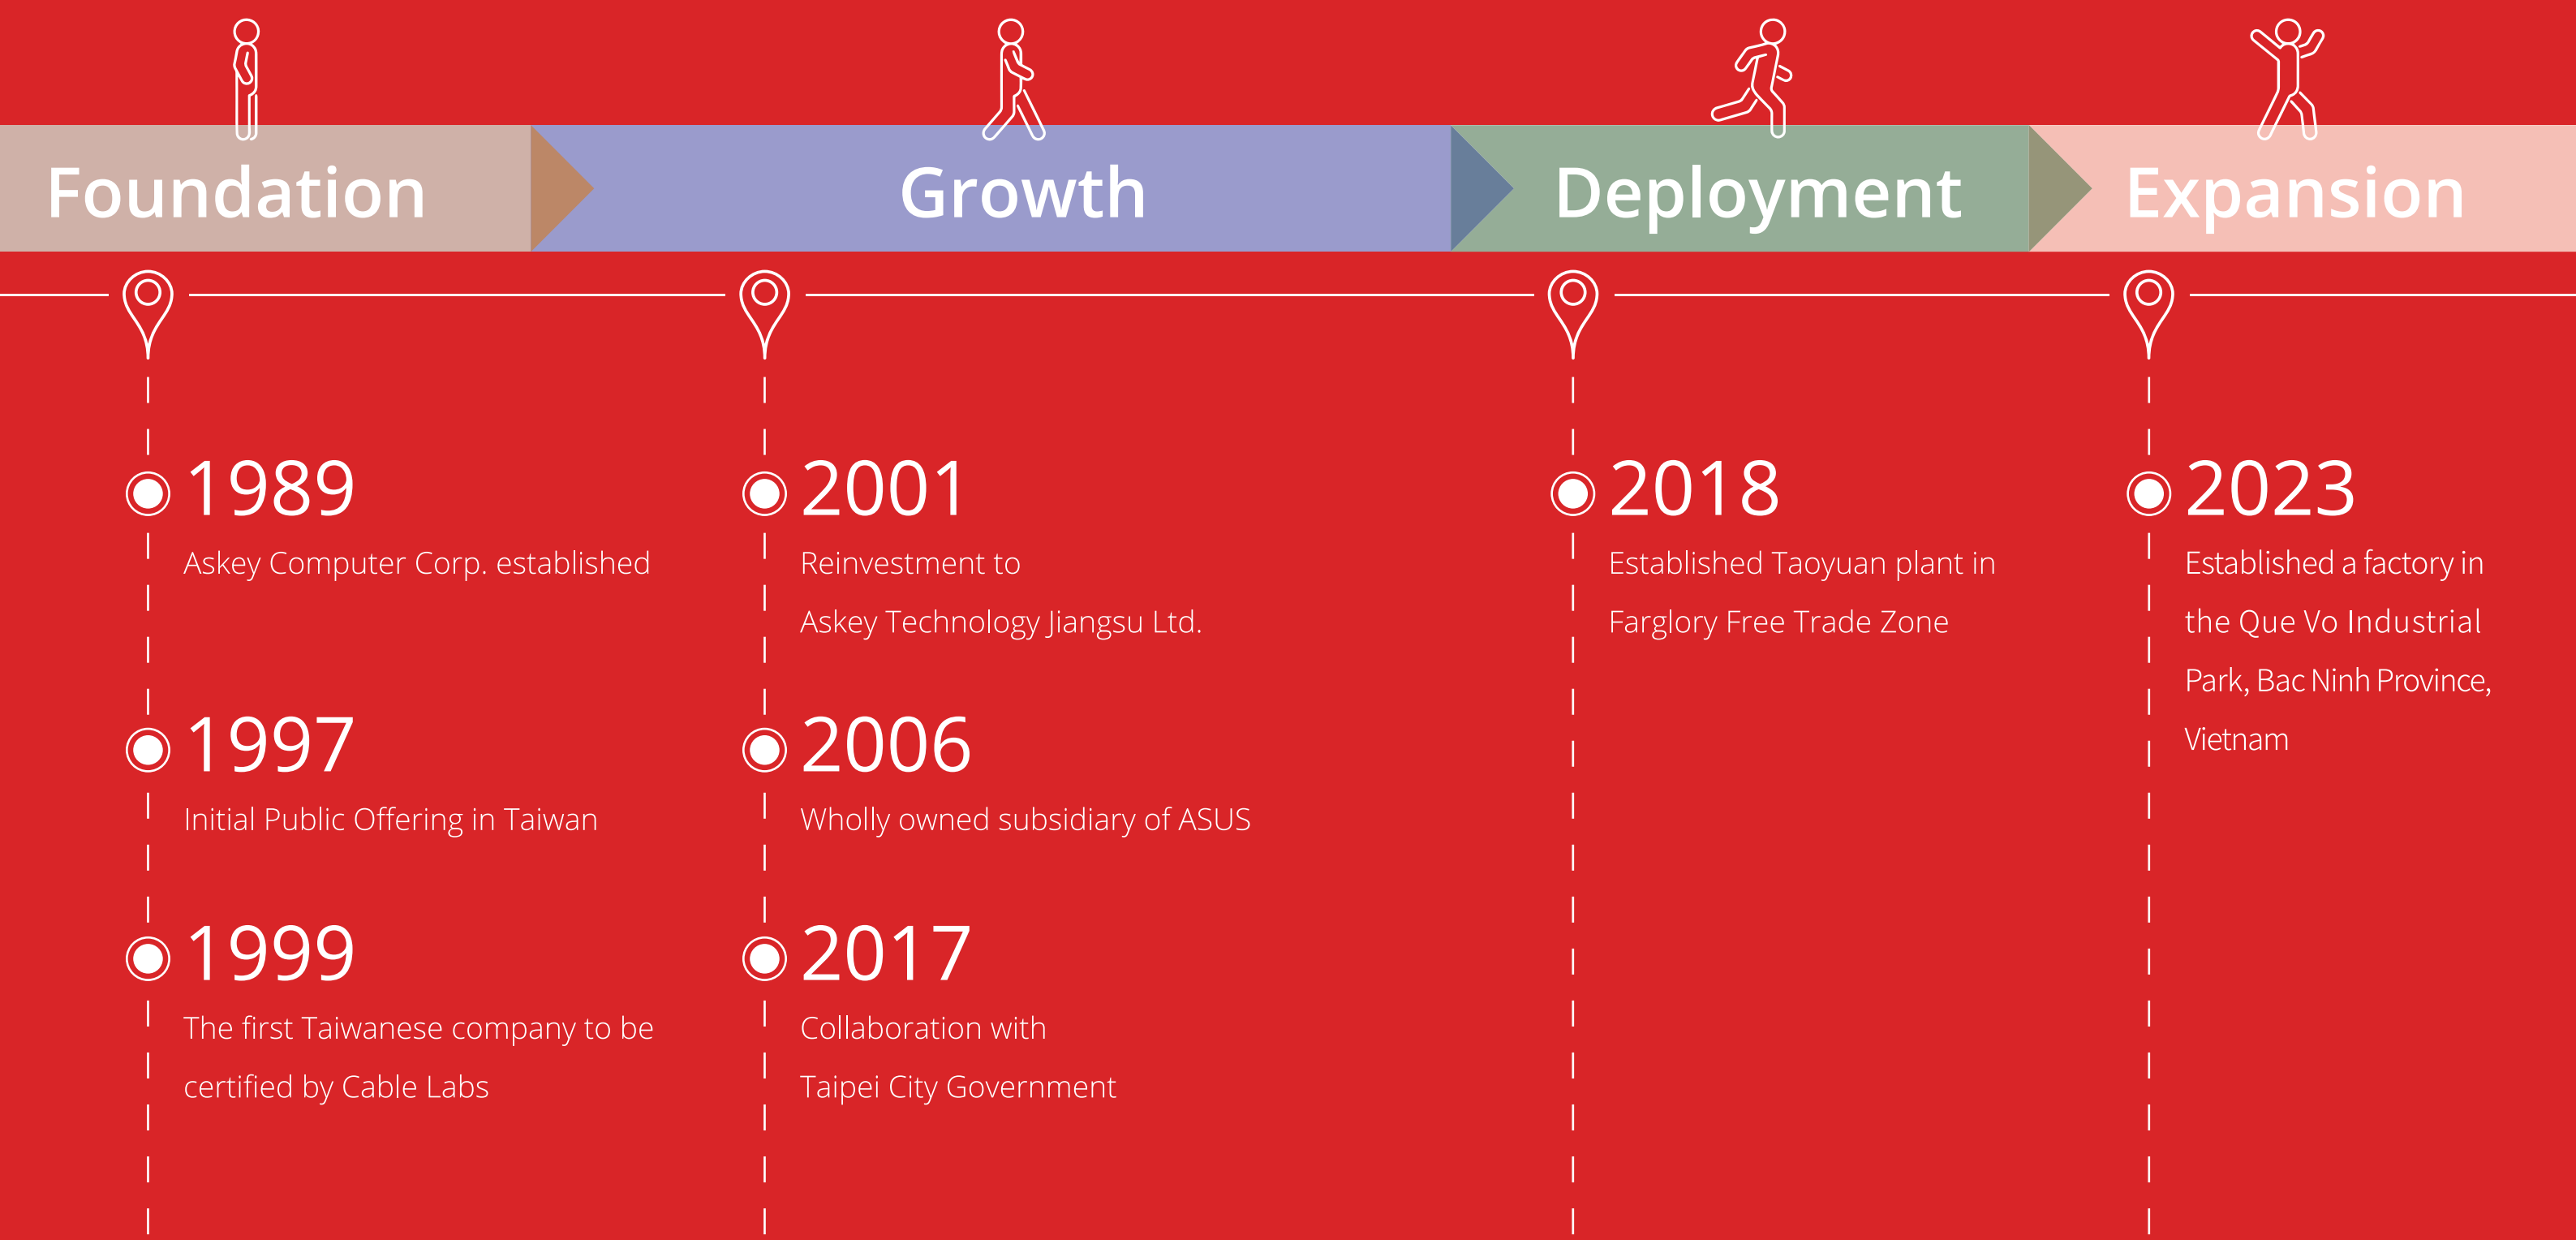 Foundation
Growth
Deployment
Expansion
1989
Askey Computer Corp. established
1997
Initial Public Offering in Taiwan
1999
The first Taiwanese company to be
certified by Cable Labs
2001
Reinvestment to
Askey Technology Jiangsu Ltd.
2006
Wholly owned subsidiary of ASUS
2017
Collaboration with
Taipei City Government
2018
Established Taoyuan plant in
Farglory Free Trade Zone
2023
Established a factory in
the Que Vo Industrial
Park, Bac Ninh Province,
Vietnam